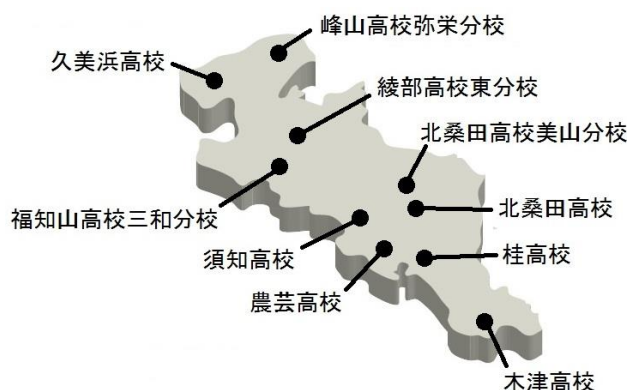 峰山高校弥栄分校
久美浜高校
綾部高校東分校
北桑田高校美山分校
北桑田高校
福知山高校三和分校
須知高校
桂高校
農芸高校
木津高校